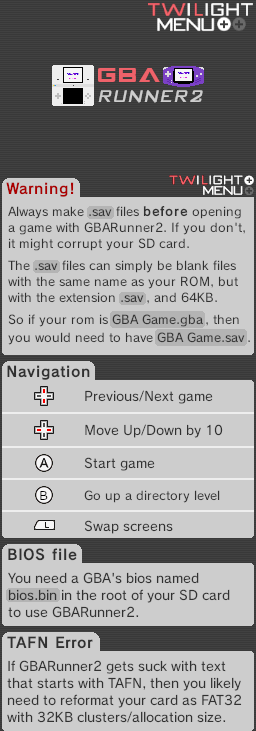 TWILIGHT
MENU++
GBA
RUNNER2
TWILIGHT
MENU++
Warning!
Always make .sav files before opening
a game with GBARunner2. If you don't,
it might corrupt your SD card.
The .sav files can simply be blank files
with the same name as your ROM, but
with the extension .sav, and 64KB.
So if your rom is GBA Game.gba, then
you would need to have GBA Game.sav.
Navigation
Previous/Next game
Move Up/Down by 10
A Start game
B Go up a directory level
L Swap screens
BIOS file
You need a GBA's bios named
bios.bin in the root of your SD card
to use GBARunner2.
TAFN Error
If GBARunner2 gets suck with text
that starts with TAFN, then you likely
need to reformat your card as FAT32
with 32KB clusters/allocation size.